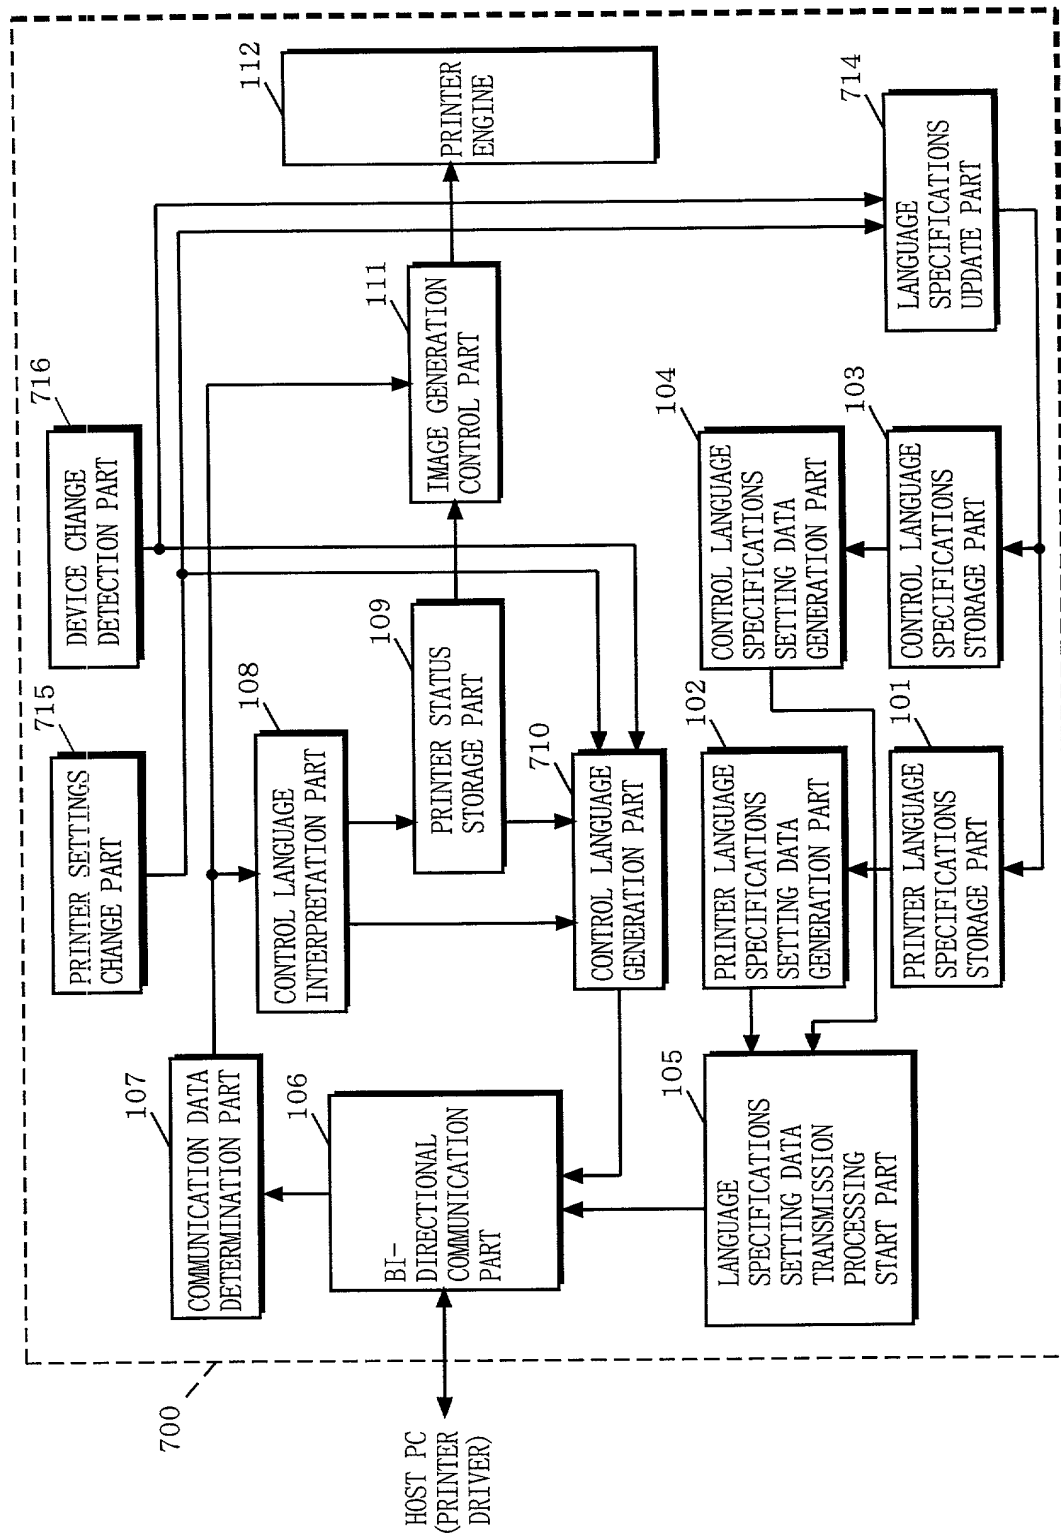 700
HOST PC
(PRINTER
DRIVER)
715
PRINTER SETTINGS
CHANGE PART
716
DEVICE CHANGE
DETECTION PART
107
COMMUNICATION DATA
DETERMINATION PART
108
CONTROL LANGUAGE
INTERPRETATION PART
112
PRINTER
ENGINE
106
BI-
DIRECTIONAL
COMMUNICATION
PART
109
PRINTER STATUS
STORAGE PART
111
IMAGE GENERATION
CONTROL PART
710
CONTROL LANGUAGE
GENERATION PART
105
LANGUAGE
SPECIFICATIONS
SETTING DATA
TRANSMISSION
PROCESSING
START PART
102
PRINTER LANGUAGE
SPECIFICATIONS
SETTING DATA
GENERATION PART
104
CONTROL LANGUAGE
SPECIFICATIONS
SETTING DATA
GENERATION PART
101
PRINTER LANGUAGE
SPECIFICATIONS
STORAGE PART
103
CONTROL LANGUAGE
SPECIFICATIONS
STORAGE PART
714
LANGUAGE
SPECIFICATIONS
UPDATE PART